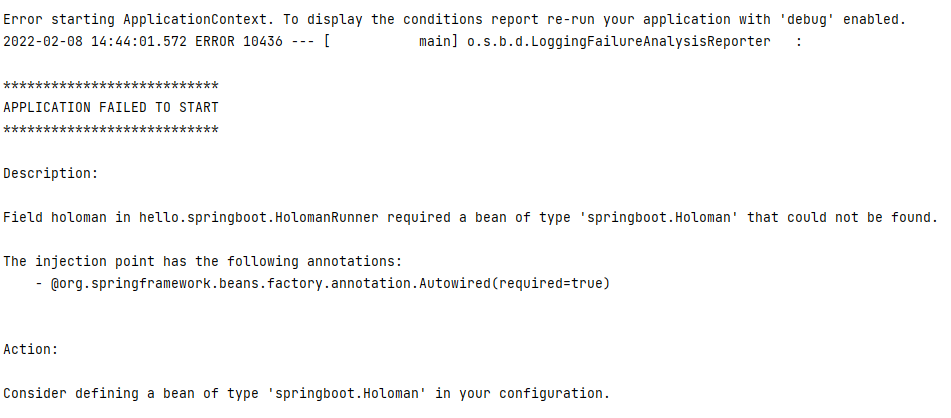 Error starting ApplicationContext. To display the conditions report re-run your application with 'debug' enabled.
2022-02-08 14:44:01.572 ERROR 10436 --- [           main] o.s.b.d.LoggingFailureAnalysisReporter   :
***************************
APPLICATION FAILED TO START
***************************
Description:
Field holoman in hello.springboot.HolomanRunner required a bean of type 'springboot.Holoman' that could not be found.
The injection point has the following annotations:
    - @org.springframework.beans.factory.annotation.Autowired(required=true)
Action:
Consider defining a bean of type 'springboot.Holoman' in your configuration.